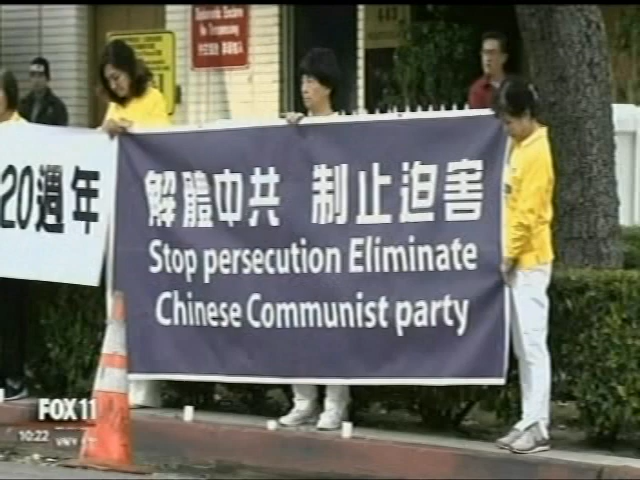 解體中共 制止迫害
Stop persecution Eliminate
Chinese Communist party
20週年
443
FOX 11
10:22